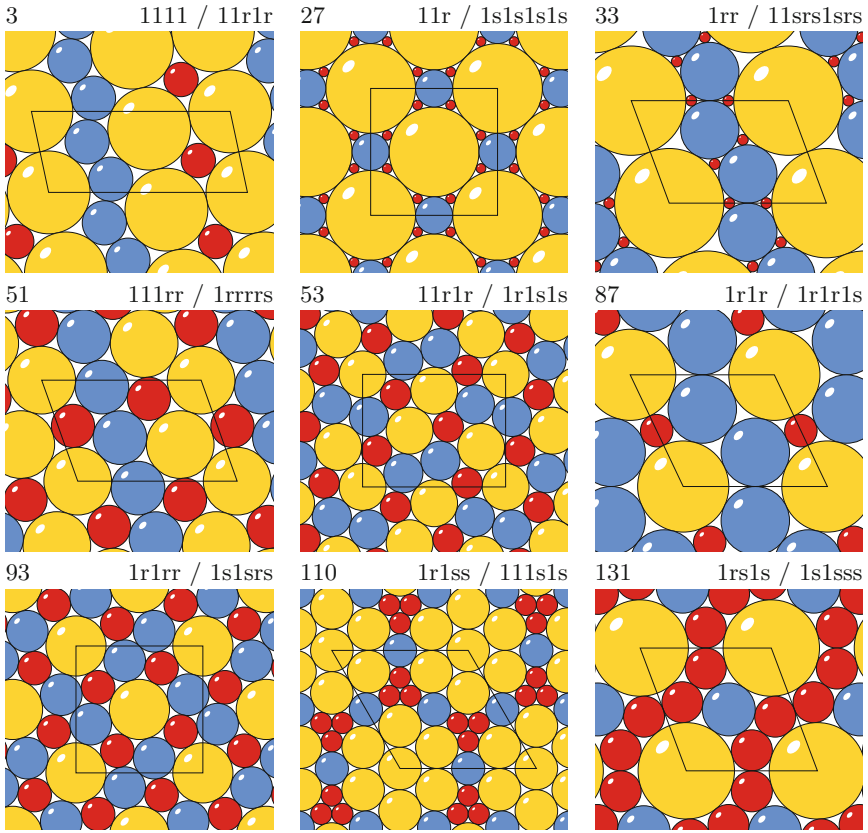 3 1111 / 11r1r
27 11r / 1s1s1s1s
33 1rr / 11srs1srs
51 111rr / 1rrrrs
53 11r1r / 1r1s1s
87 1r1r / 1r1r1s
93 1r1rr / 1s1srs
110 1r1ss / 111s1s
131 1rs1s / 1s1sss